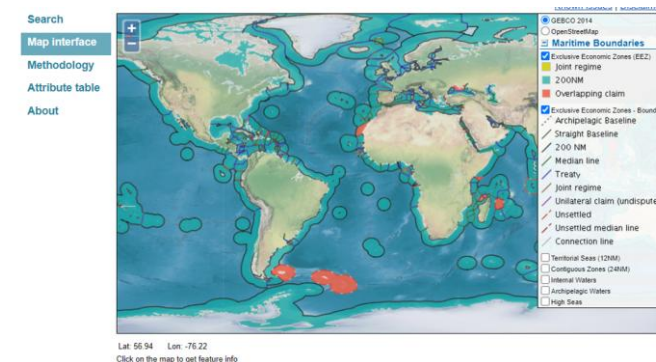 Search
Map interface
Methodology
Attribute table
About
+
−
GEBCO 2014
OpenStreetMap
Maritime Boundaries
Exclusive Economic Zones (EEZ)
Joint regime
200NM
Overlapping claim
Exclusive Economic Zones - Bound
Archipelagic Baseline
Straight Baseline
200 NM
Median line
Treaty
Joint regime
Unilateral claim (undispute
Unsettled
Unsettled median line
Connection line
Territorial Seas (12NM)
Contiguous Zones (24NM)
Internal Waters
Archipelagic Waters
High Seas
Lat: 56.94 Lon: -76.22
Click on the map to get feature info